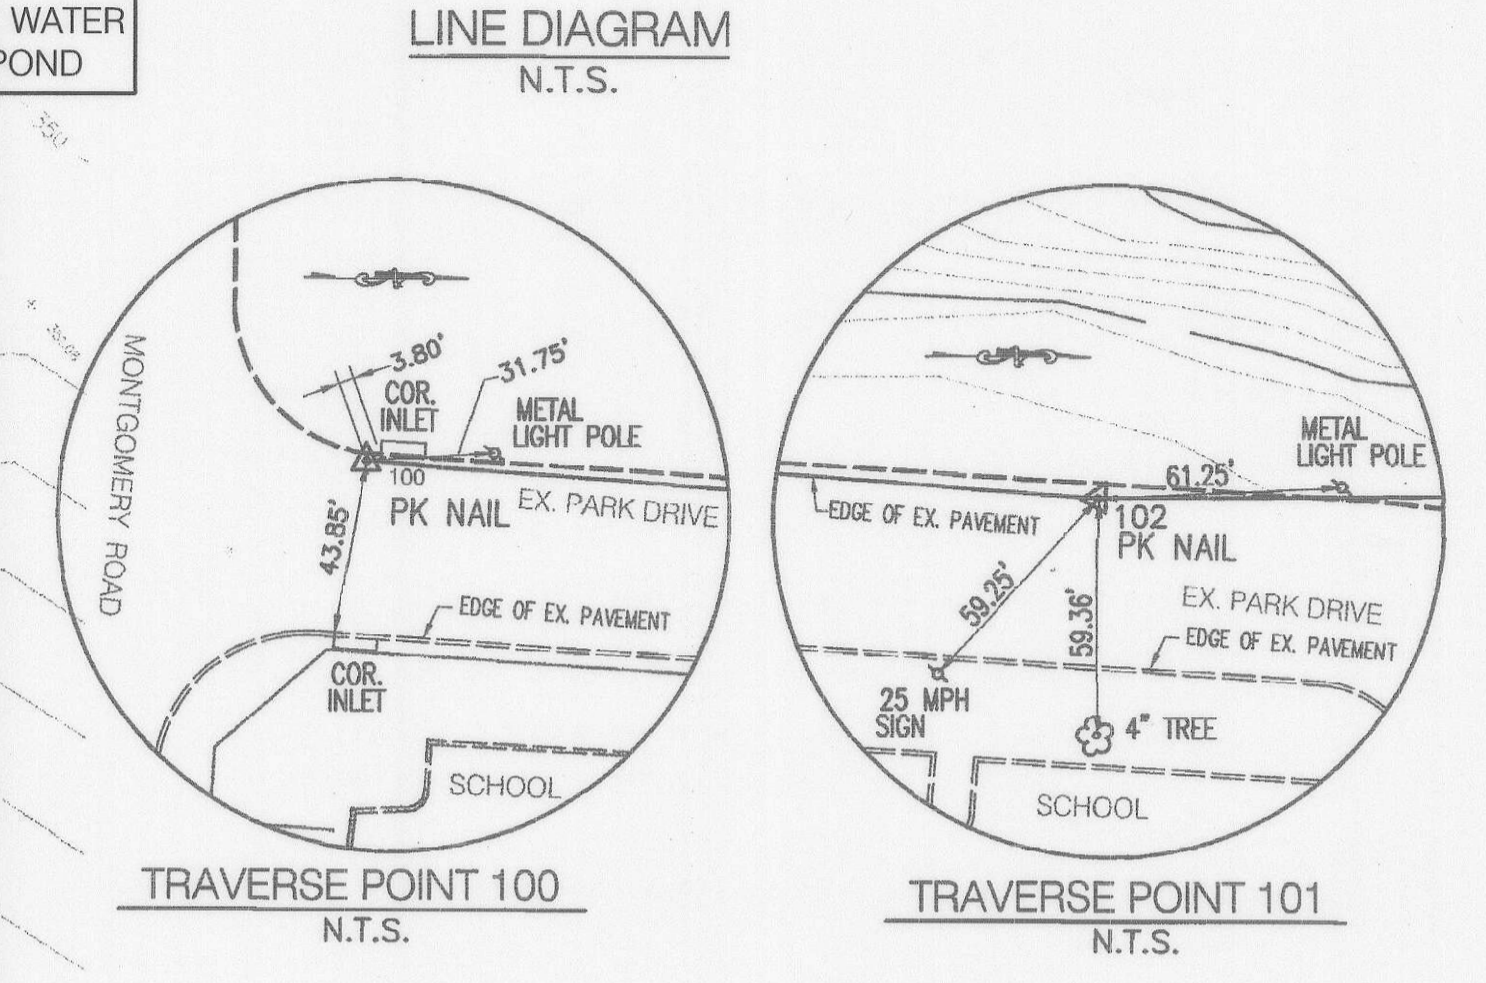 WATER
POND
LINE DIAGRAM
N.T.S.
350
MONTGOMERY ROAD
3.80'
COR.
INLET
31.75'
METAL
LIGHT POLE
100
PK NAIL
EX. PARK DRIVE
43.85'
EDGE OF EX. PAVEMENT
COR.
INLET
SCHOOL
TRAVERSE POINT 100
N.T.S.
METAL
LIGHT POLE
61.25'
EDGE OF EX. PAVEMENT
102
PK NAIL
59.25'
59.36'
EX. PARK DRIVE
EDGE OF EX. PAVEMENT
25 MPH
SIGN
4" TREE
SCHOOL
TRAVERSE POINT 101
N.T.S.